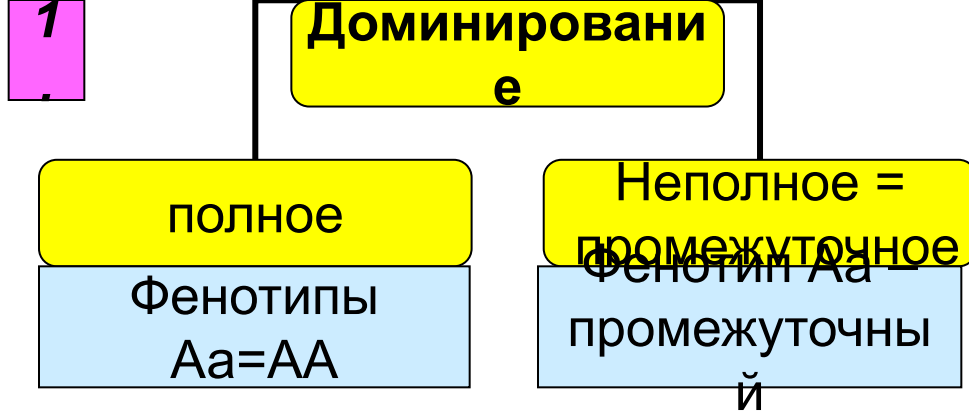 1.
Доминировани
е
полное
Неполное =
промежуточное
Фенотипы
Аа=АА
Фенотип Аа –
промежуточны
й